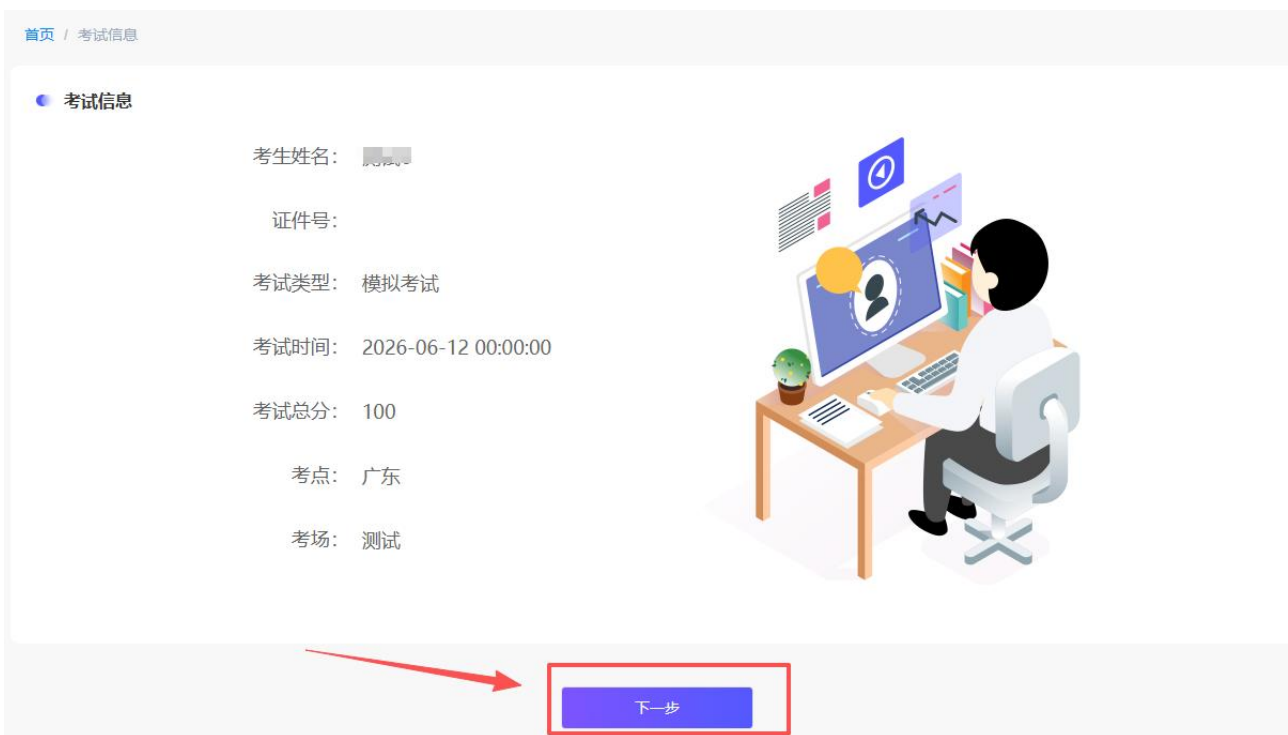 首页 / 考试信息
考试信息
考生姓名：
证件号：
考试类型： 模拟考试
考试时间： 2026-06-12 00:00:00
考试总分： 100
考点： 广东
考场： 测试
下一步